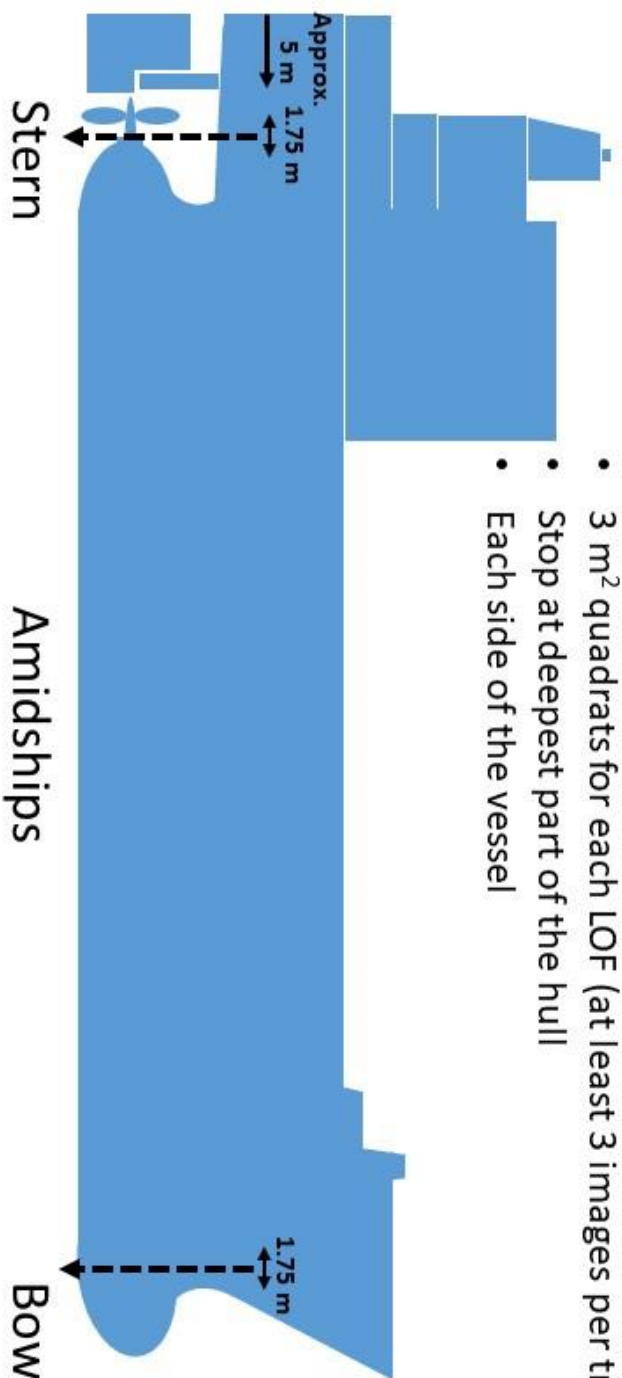 • 3 m² quadrats for each LOF (at least 3 images per
• Stop at deepest part of the hull
• Each side of the vessel
Approx.
5 m
1.75 m
1.75 m
Stern
Amidships
Bow